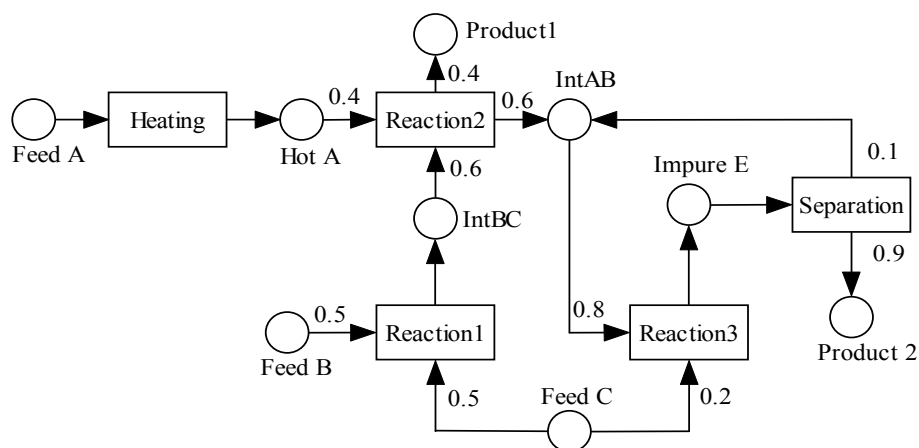 Product1
0.4
IntAB
0.4
0.6
Heating
Reaction2
Feed A
Hot A
0.6
Impure E
0.1
Separation
IntBC
0.9
0.5
Reaction1
0.8
Reaction3
Feed B
Product 2
0.5
Feed C
0.2